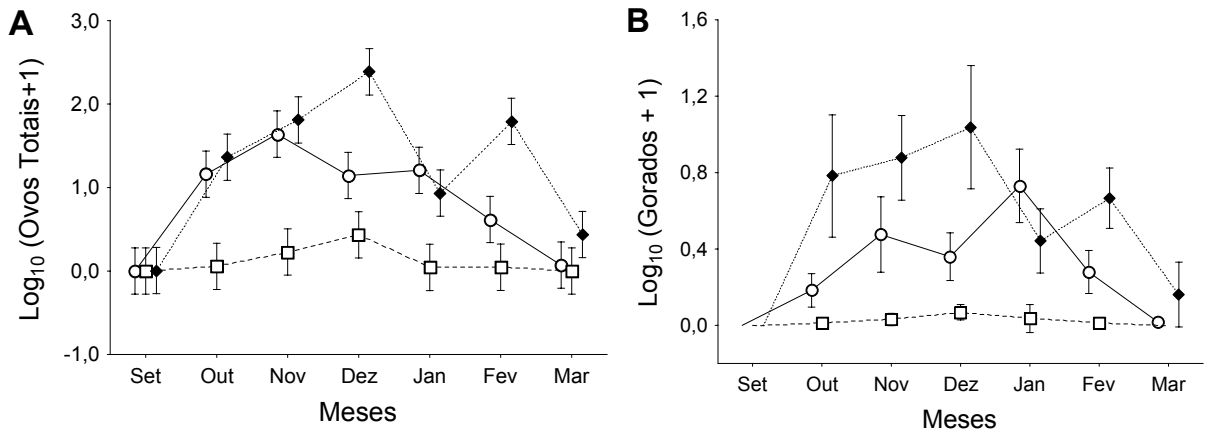 A
3,0
2,0
1,0
0,0
-1,0
Log10 (Ovos Totais+1)
Set Out Nov Dez Jan Fev Mar
Meses
B
1,6
1,2
0,8
0,4
0,0
Log10 (Gorados + 1)
Set Out Nov Dez Jan Fev Mar
Meses